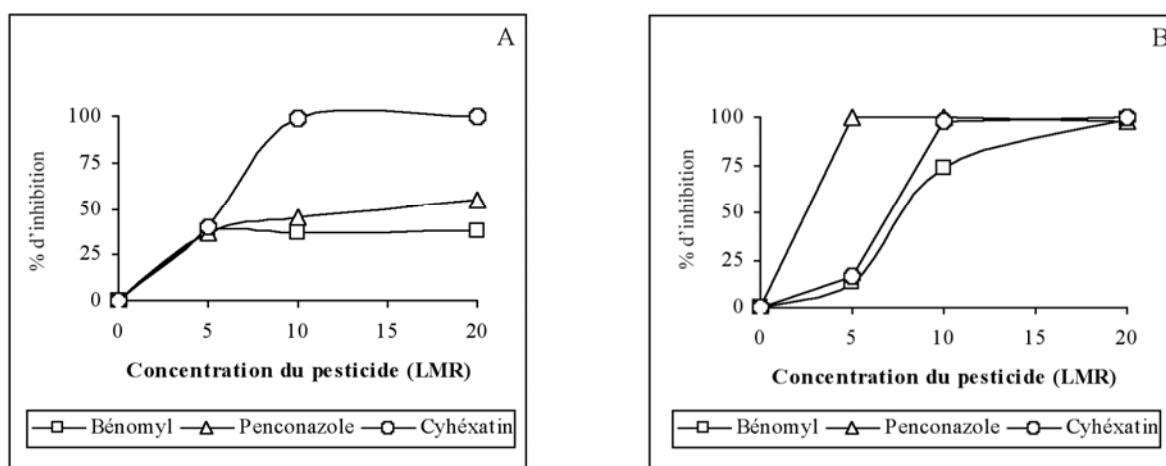 A
% d'inhibition
100
75
50
25
0
0 5 10 15 20
Concentration du pesticide (LMR)
Bénomyl Penconazole Cyhéxatin
B
% d'inhibition
100
75
50
25
0
0 5 10 15 20
Concentration du pesticide (LMR)
Bénomyl Penconazole Cyhéxatin